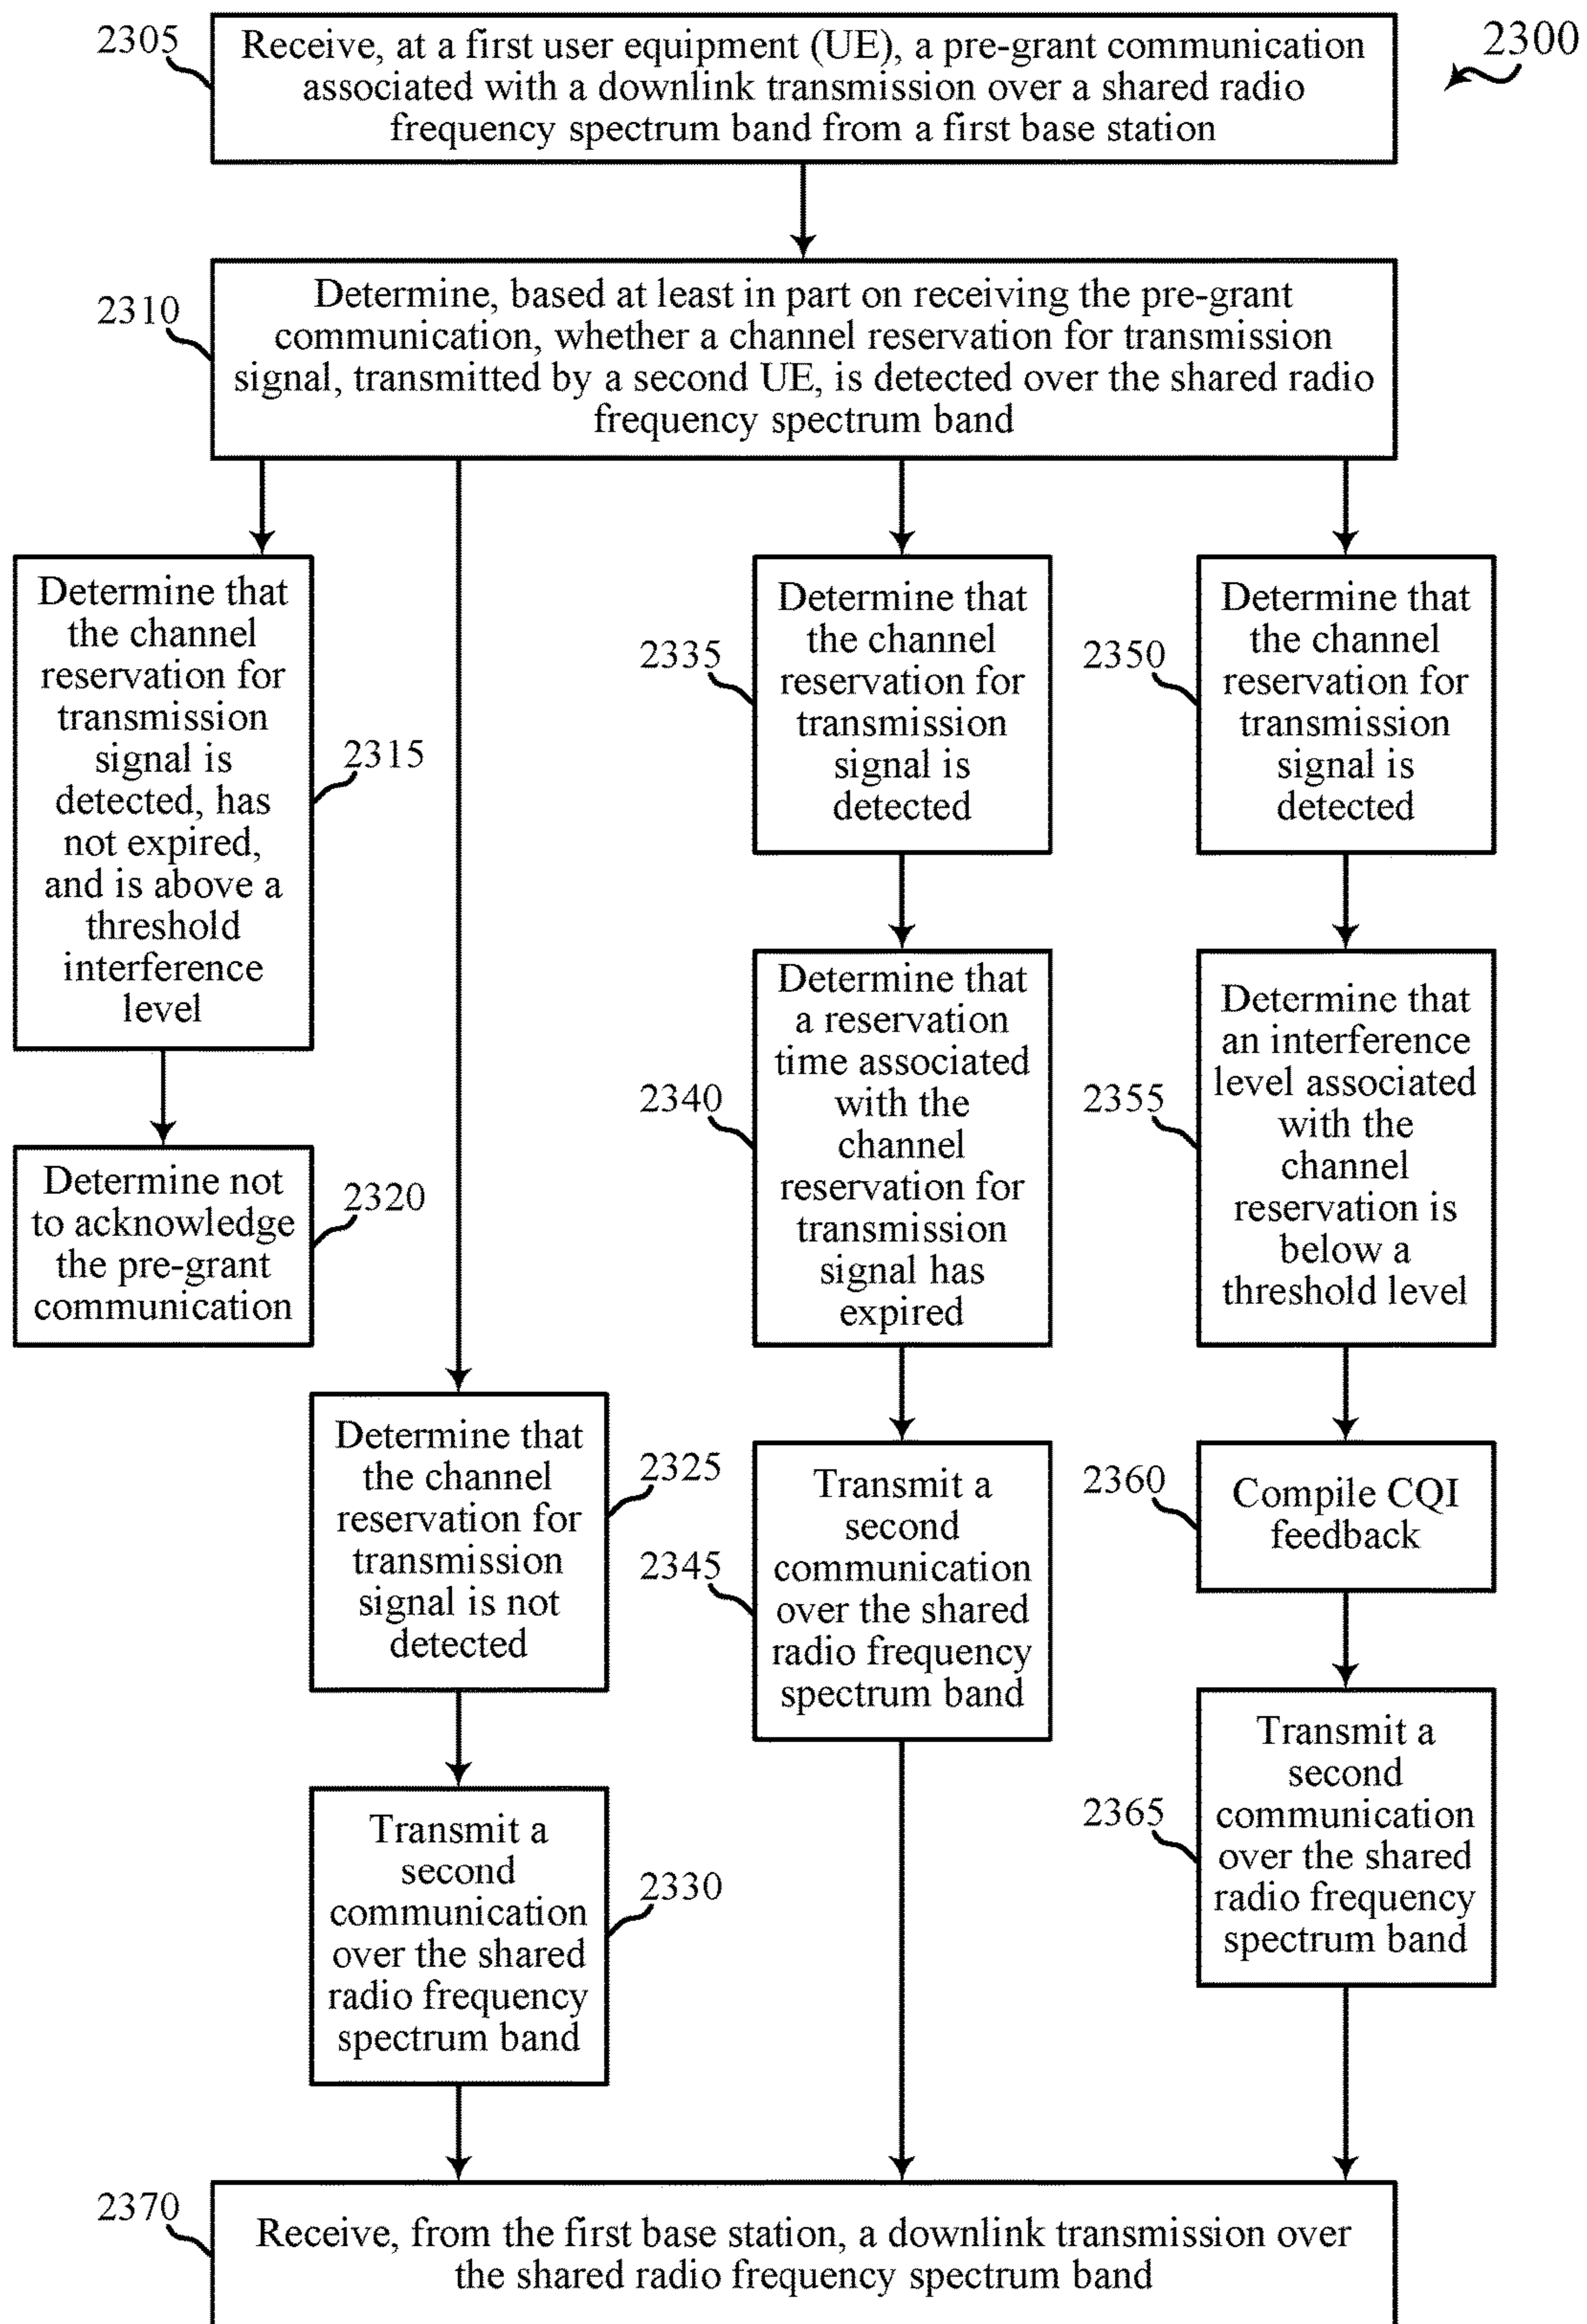 2300
2305
Receive, at a first user equipment (UE), a pre-grant communication
associated with a downlink transmission over a shared radio
frequency spectrum band from a first base station
2310
Determine, based at least in part on receiving the pre-grant
communication, whether a channel reservation for transmission
signal, transmitted by a second UE, is detected over the shared radio
frequency spectrum band
Determine that
the channel
reservation for
transmission
signal is
detected, has
not expired,
and is above a
threshold
interference
level
2315
Determine not
to acknowledge
the pre-grant
communication
2320
Determine that
the channel
reservation for
transmission
signal is not
detected
2325
Transmit a
second
communication
over the shared
radio frequency
spectrum band
2330
2335
Determine that
the channel
reservation for
transmission
signal is
detected
2340
Determine that
a reservation
time associated
with the
channel
reservation for
transmission
signal has
expired
2345
Transmit a
second
communication
over the shared
radio frequency
spectrum band
2350
Determine that
the channel
reservation for
transmission
signal is
detected
2355
Determine that
an interference
level associated
with the
channel
reservation is
below a
threshold level
2360
Compile CQI
feedback
2365
Transmit a
second
communication
over the shared
radio frequency
spectrum band
2370
Receive, from the first base station, a downlink transmission over
the shared radio frequency spectrum band